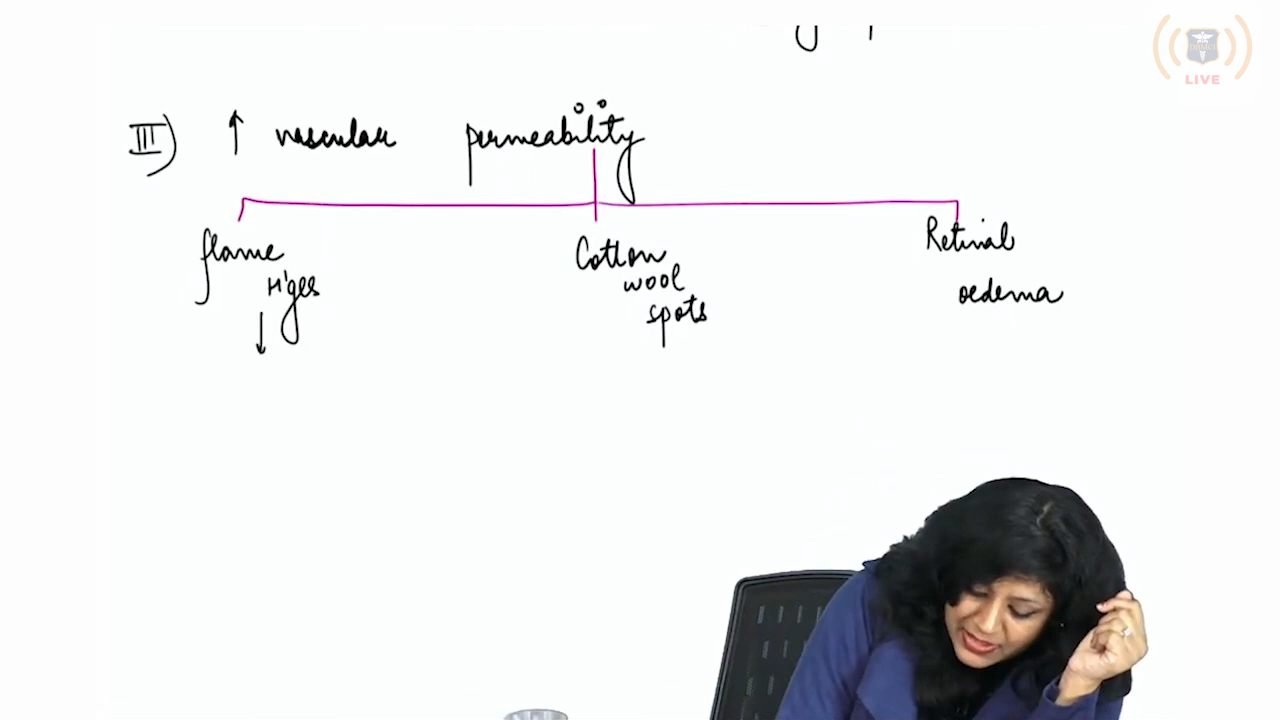 III) ↑ vascular permeability
flame
H'ges
↓
Cotton
wool
spots
Retinal
oedema
LIVE